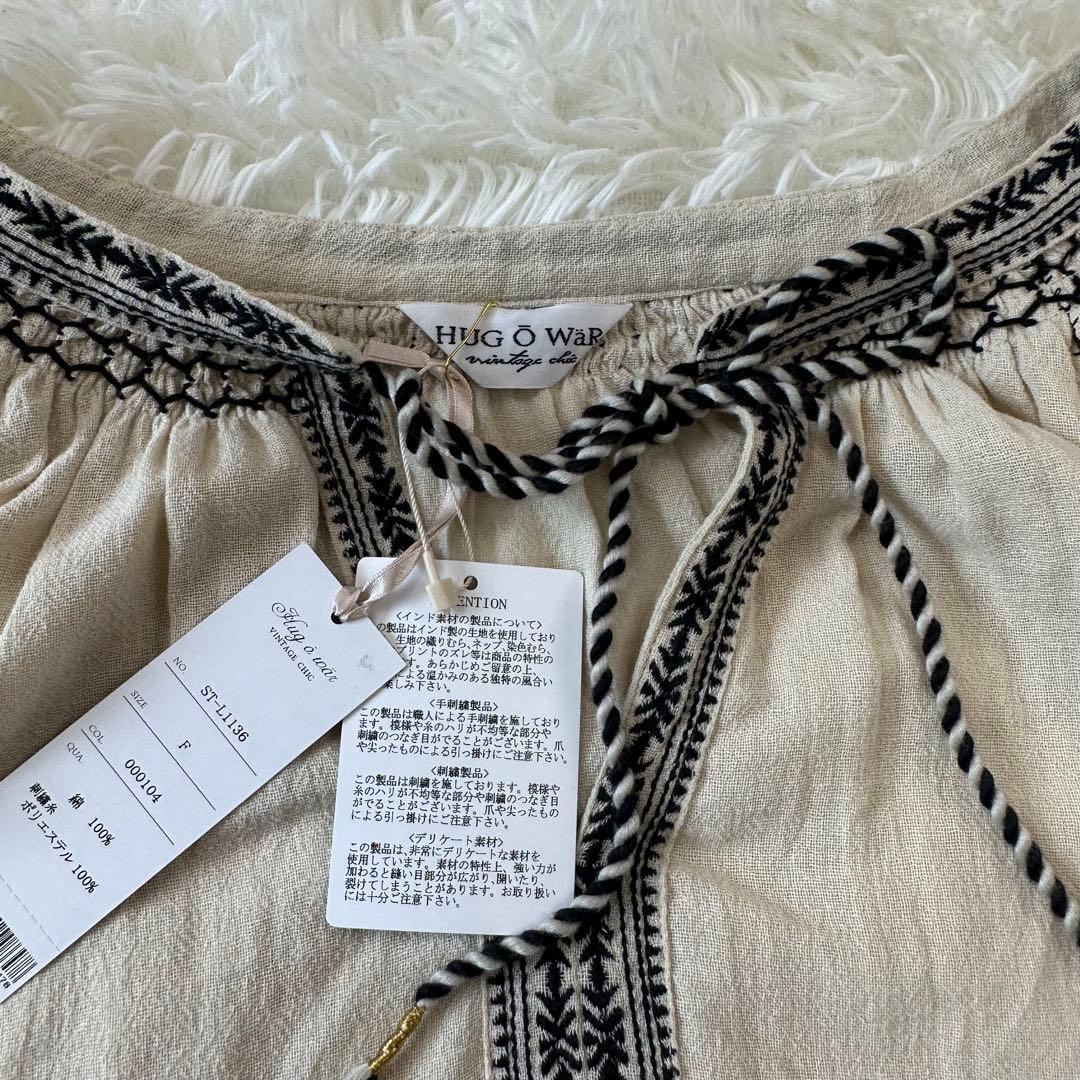 HUG Ō WäR
vintage chic
Hug ō wär
VINTAGE CHIC
NO. ST-L1136
SIZE F
COL. 000104
QUA.
綿 100%
刺繍糸
ポリエステル 100%
ENTION
<インド素材の製品について>
の製品はインド製の生地を使用しており
生地の織りむら、ネップ、染色むら、
プリントのズレ等は商品の特性の
す。あらかじめご留意の上、
による温かみのある独特の風合い
楽しみ下さい。
<手刺繍製品>
この製品は職人による手刺繍を施しており
ます。模様や糸のハリが不均等な部分や
刺繍のつなぎ目がでることがございます。爪
や尖ったものによる引っ掛けにご注意下さい。
<刺繍製品>
この製品は刺繍を施しております。模様や
糸のハリが不均等な部分や刺繍のつなぎ目
がでることがございます。爪や尖ったもの
による引っ掛けにご注意下さい。
<デリケート素材>
この製品は、非常にデリケートな素材を
使用しています。素材の特性上、強い力が
加わると縫い目部分が広がり、開いたり、
裂けてしまうことがあります。お取り扱い
には十分ご注意下さい。